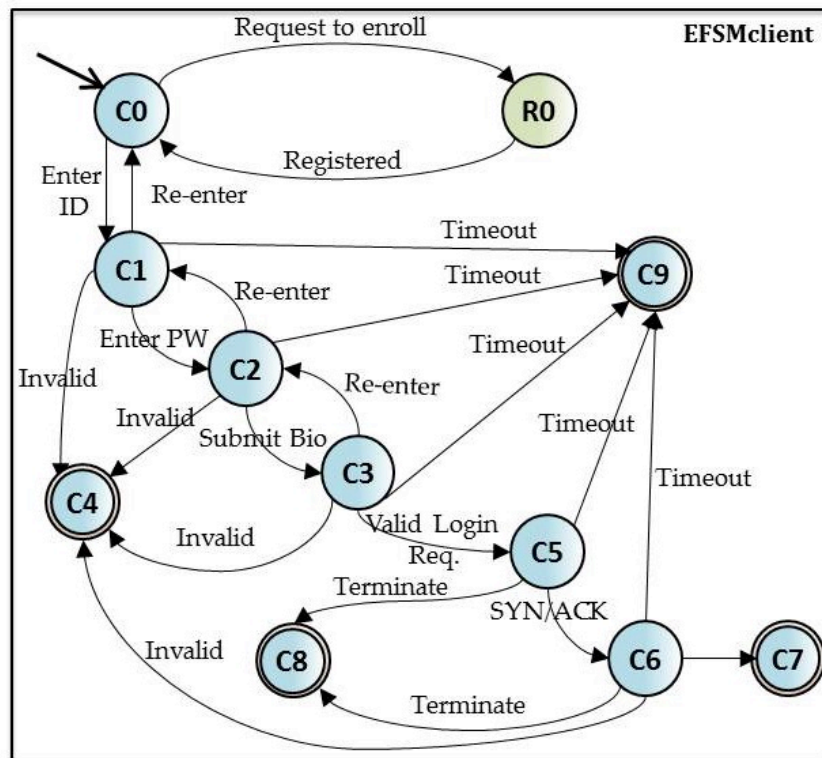 Request to enroll
EFSMclient
C0
R0
Registered
Enter
ID
Re-enter
Timeout
C1
C9
Timeout
Re-enter
Enter PW
Timeout
C2
Re-enter
Invalid
Invalid
Submit Bio
Timeout
C3
Timeout
C4
Valid Login
Invalid
C5
Req.
Terminate
SYN/ACK
Invalid
C8
C6
C7
Terminate